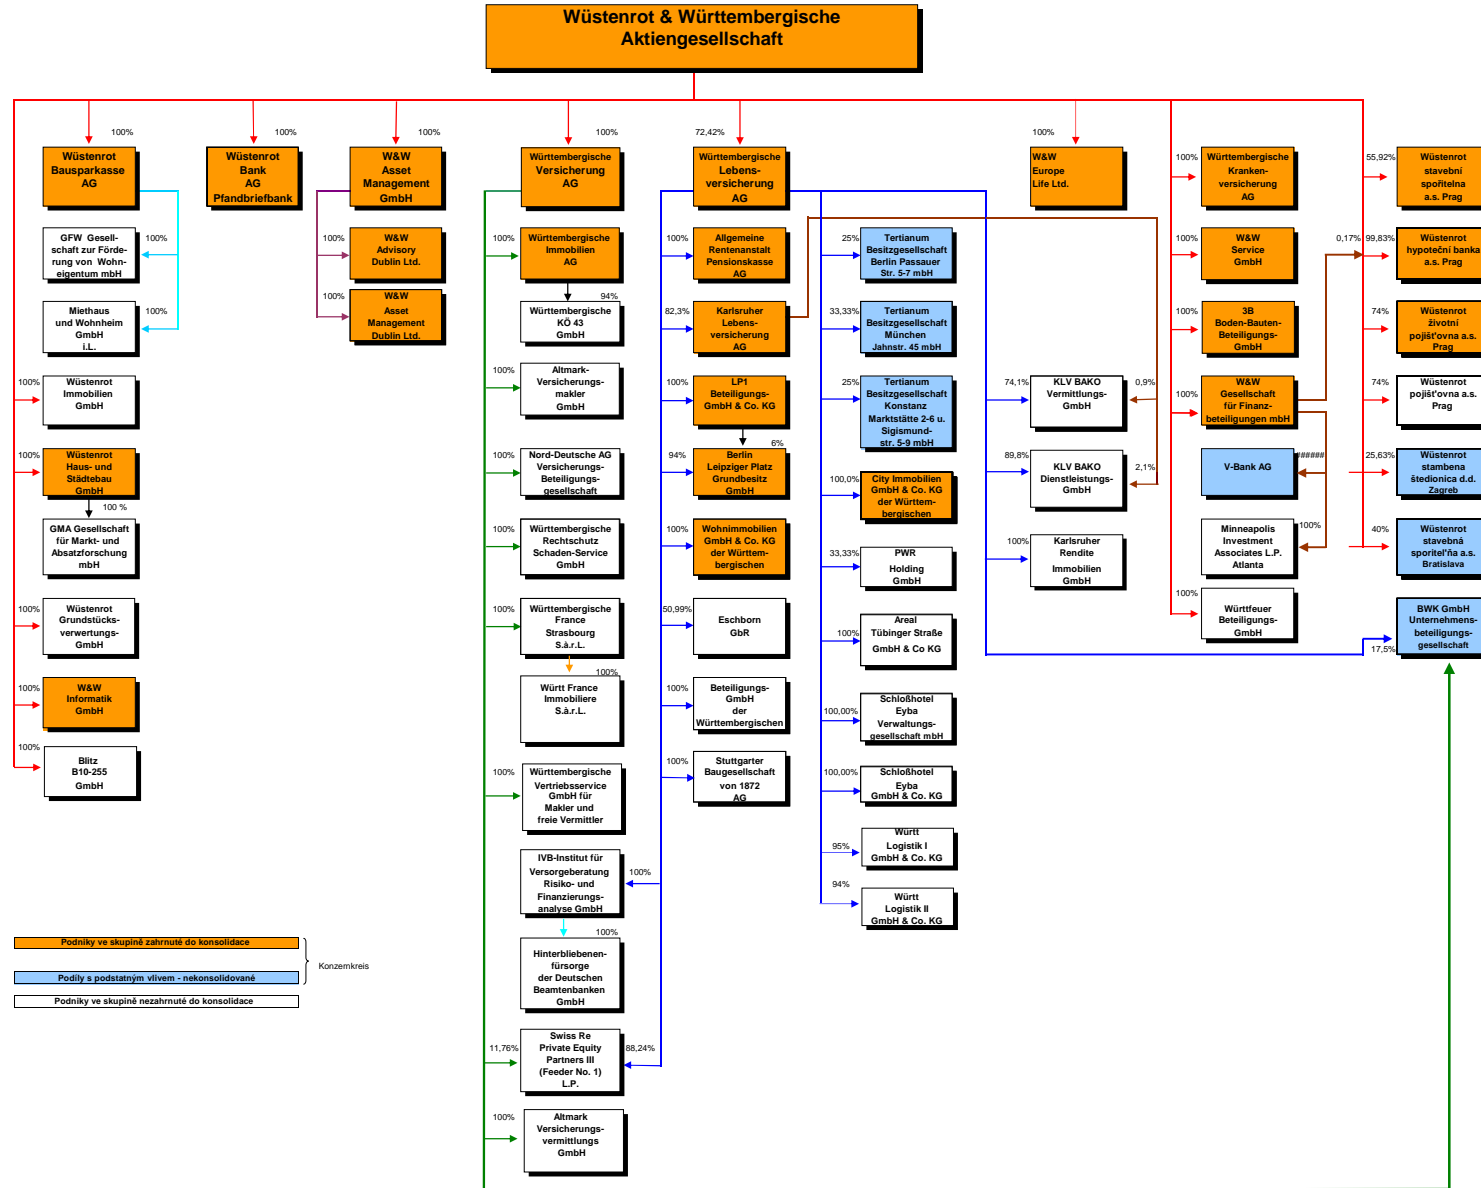 Wüstenrot & Württembergische
Aktiengesellschaft
100%
Wüstenrot
Bausparkasse
AG
100%
GFW Gesell-
schaft zur Förde-
rung von Wohn-
eigentum mbH
100%
Miethaus
und Wohnheim
GmbH
i.L.
100%
Wüstenrot
Immobilien
GmbH
100%
Wüstenrot
Haus- und
Städtebau
GmbH
100 %
GMA Gesellschaft
für Markt- und
Absatzforschung
mbH
100%
Wüstenrot
Grundstücks-
verwertungs-
GmbH
100%
W&W
Informatik
GmbH
100%
Blitz
B10-255
GmbH
100%
Wüstenrot
Bank
AG
Pfandbriefbank
100%
W&W
Asset
Management
GmbH
100%
W&W
Advisory
Dublin Ltd.
100%
W&W
Asset
Management
Dublin Ltd.
100%
Württembergische
Versicherung
AG
100%
Württembergische
Immobilien
AG
94%
Württembergische
KÖ 43
GmbH
100%
Altmark-
Versicherungs-
makler
GmbH
100%
Nord-Deutsche AG
Versicherungs-
Beteiligungs-
gesellschaft
100%
Württembergische
Rechtschutz
Schaden-Service
GmbH
100%
Württembergische
France
Strasbourg
S.à.r.L.
100%
Württ France
Immobiliere
S.à.r.L.
100%
Württembergische
Vertriebsservice
GmbH für
Makler und
freie Vermittler
IVB-Institut für
Versorgeberatung
Risiko- und
Finanzierungs-
analyse GmbH
100%
100%
Hinterbliebenen-
fürsorge
der Deutschen
Beamtenbanken
GmbH
11,76%
Swiss Re
Private Equity
Partners III
(Feeder No. 1)
L.P.
88,24%
100%
Altmark
Versicherungs-
vermittlungs
GmbH
72,42%
Württembergische
Lebens-
versicherung
AG
100%
Allgemeine
Rentenanstalt
Pensionskasse
AG
82,3%
Karlsruher
Lebens-
versicherung
AG
100%
LP1
Beteiligungs-
GmbH & Co. KG
6%
94%
Berlin
Leipziger Platz
Grundbesitz
GmbH
100%
Wohnimmobilien
GmbH & Co. KG
der Württem-
bergischen
50,99%
Eschborn
GbR
100%
Beteiligungs-
GmbH
der
Württembergischen
100%
Stuttgarter
Baugesellschaft
von 1872
AG
25%
Tertianum
Besitzgesellschaft
Berlin Passauer
Str. 5-7 mbH
33,33%
Tertianum
Besitzgesellschaft
München
Jahnstr. 45 mbH
25%
Tertianum
Besitzgesellschaft
Konstanz
Marktstätte 2-6 u.
Sigismund-
str. 5-9 mbH
100,0%
City Immobilien
GmbH & Co. KG
der Württem-
bergischen
33,33%
PWR
Holding
GmbH
100%
Areal
Tübinger Straße
GmbH & Co KG
100,00%
Schloßhotel
Eyba
Verwaltungs-
gesellschaft mbH
100,00%
Schloßhotel
Eyba
GmbH & Co. KG
95%
Württ
Logistik I
GmbH & Co. KG
94%
Württ
Logistik II
GmbH & Co. KG
100%
W&W
Europe
Life Ltd.
74,1%
KLV BAKO
Vermittlungs-
GmbH
0,9%
89,8%
KLV BAKO
Dienstleistungs-
GmbH
2,1%
100%
Karlsruher
Rendite
Immobilien
GmbH
100%
Württembergische
Kranken-
versicherung
AG
100%
W&W
Service
GmbH
100%
3B
Boden-Bauten-
Beteiligungs-
GmbH
100%
W&W
Gesellschaft
für Finanz-
beteiligungen mbH
V-Bank AG
######
Minneapolis
Investment
Associates L.P.
Atlanta
100%
100%
Württfeuer
Beteiligungs-
GmbH
55,92%
Wüstenrot
stavební
spořitelna
a.s. Prag
0,17%
99,83%
Wüstenrot
hypoteční banka
a.s. Prag
74%
Wüstenrot
životní
pojišt'ovna a.s.
Prag
74%
Wüstenrot
pojišt'ovna a.s.
Prag
25,63%
Wüstenrot
stambena
štedionica d.d.
Zagreb
40%
Wüstenrot
stavebná
sporitel'ňa a.s.
Bratislava
17,5%
BWK GmbH
Unternehmens-
beteiligungs-
gesellschaft
Podniky ve skupině zahrnuté do konsolidace
Podíly s podstatným vlivem - nekonsolidované
Konzernkreis
Podniky ve skupině nezahrnuté do konsolidace